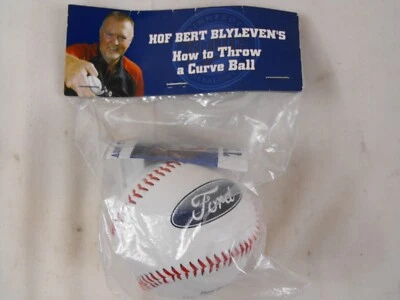 HOF BERT BLYLEVEN'S
How to Throw
a Curve Ball
Ford